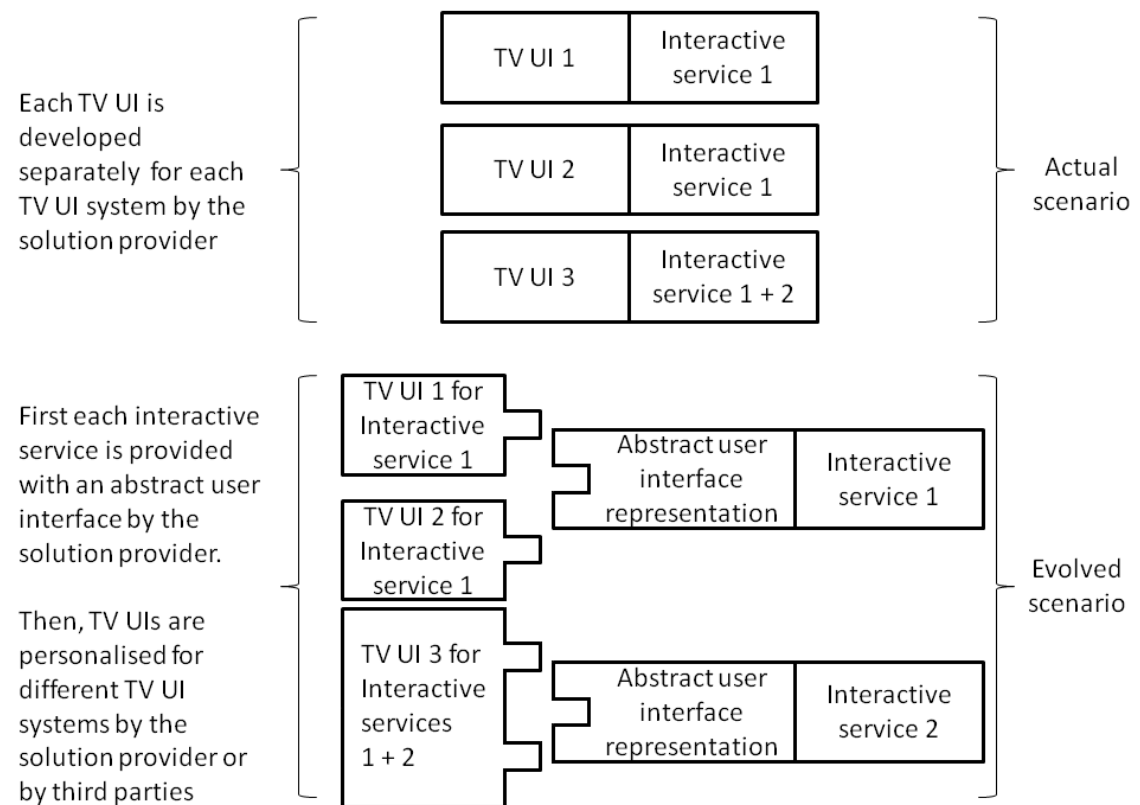 Each TV UI is
developed
separately for each
TV UI system by the
solution provider
TV UI 1
Interactive
service 1
TV UI 2
Interactive
service 1
TV UI 3
Interactive
service 1 + 2
Actual
scenario
First each interactive
service is provided
with an abstract user
interface by the
solution provider.
Then, TV UIs are
personalised for
different TV UI
systems by the
solution provider or
by third parties
TV UI 1 for
Interactive
service 1
TV UI 2 for
Interactive
service 1
TV UI 3 for
Interactive
services
1 + 2
Abstract user
interface
representation
Interactive
service 1
Abstract user
interface
representation
Interactive
service 2
Evolved
scenario